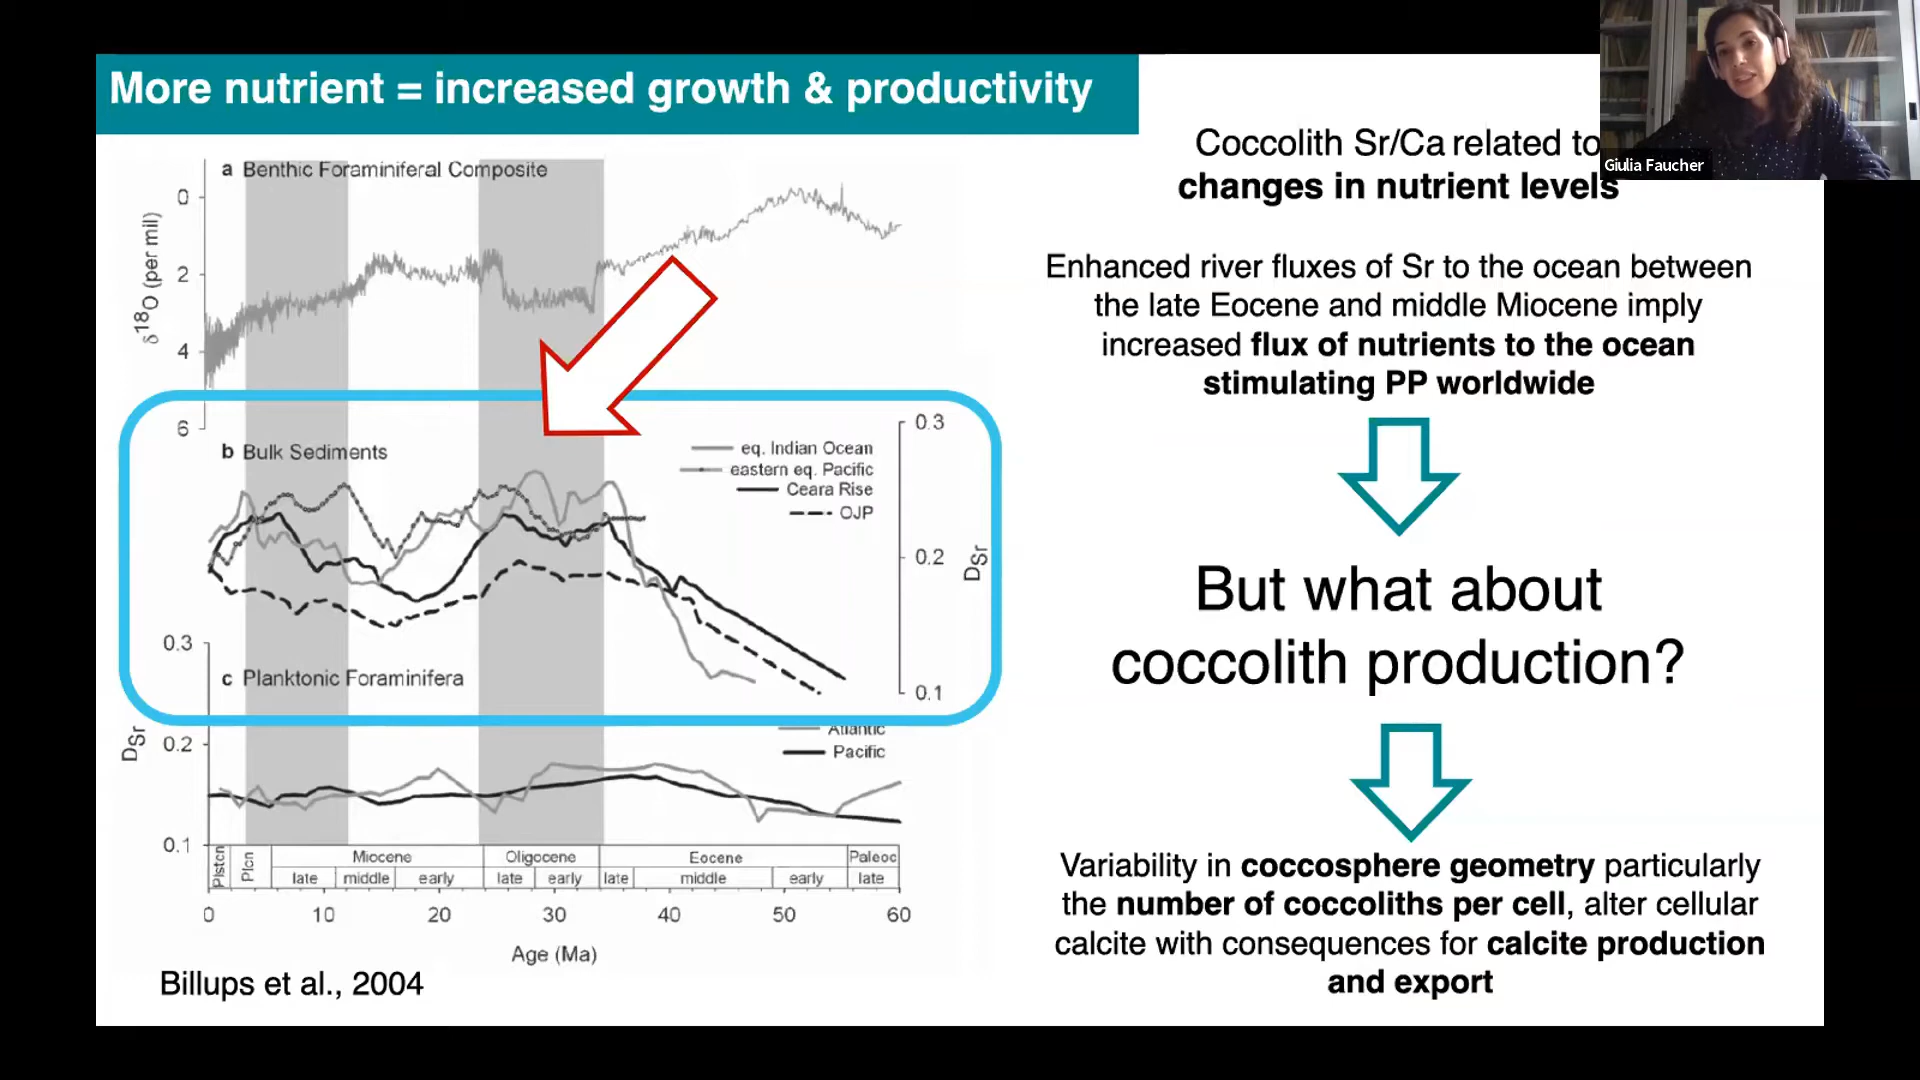 More nutrient = increased growth & productivity
Giulia Faucher
Coccolith Sr/Ca related to
changes in nutrient levels
Enhanced river fluxes of Sr to the ocean between
the late Eocene and middle Miocene imply
increased flux of nutrients to the ocean
stimulating PP worldwide
But what about
coccolith production?
Variability in coccosphere geometry particularly
the number of coccoliths per cell, alter cellular
calcite with consequences for calcite production
and export
a Benthic Foraminiferal Composite
0
2
4
6
δ18O (per mil)
b Bulk Sediments
eq. Indian Ocean
eastern eq. Pacific
Ceara Rise
OJP
0.3
0.2
0.1
DSr
c Planktonic Foraminifera
Atlantic
Pacific
0.3
0.2
0.1
DSr
Plstcn
Plcn
Miocene
Oligocene
Eocene
Paleoc
late middle early late early late middle early late
0 10 20 30 40 50 60
Age (Ma)
Billups et al., 2004